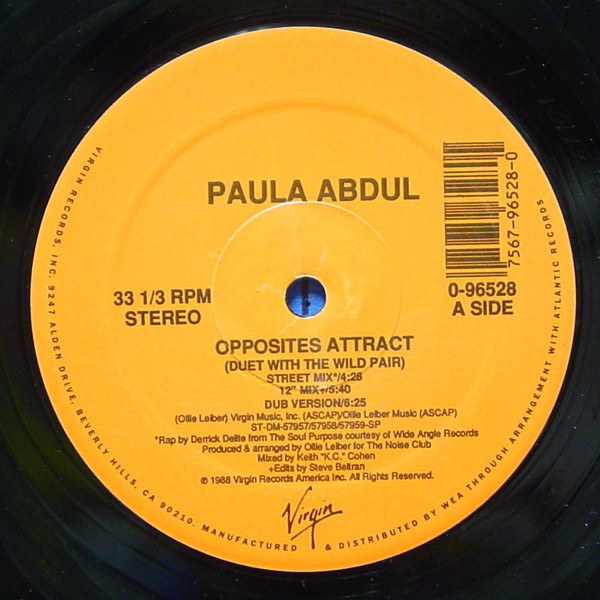 PAULA ABDUL
7567-96528-0
33 1/3 RPM
STEREO
0-96528
A SIDE
OPPOSITES ATTRACT
(DUET WITH THE WILD PAIR)
STREET MIX*/4:28
12" MIX+/5:40
DUB VERSION/6:25
(Ollie Leiber) Virgin Music, Inc. (ASCAP)/Ollie Leiber Music (ASCAP)
ST-DM-57957/57958/57959-SP
*Rap by Derrick Delite from The Soul Purpose courtesy of Wide Angle Records
Produced and arranged by Ollie Leiber for The Noise Club
Mixed by Keith "K.C." Cohen
+Edits by Steve Beltran
℗ 1988 Virgin Records America Inc. All Rights Reserved.
Virgin
VIRGIN RECORDS, INC. 9247 ALDEN DRIVE, BEVERLY HILLS, CA 90210. MANUFACTURED & DISTRIBUTED BY WEA THROUGH ARRANGEMENT WITH ATLANTIC RECORDS